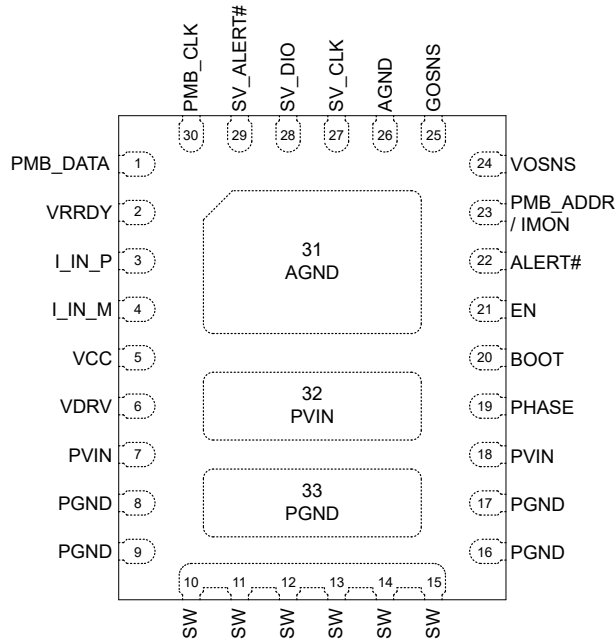 PMB_CLK
SV_ALERT#
SV_DIO
SV_CLK
AGND
GOSNS
30
29
28
27
26
25
PMB_DATA 1
24 VOSNS
VRRDY 2
23 PMB_ADDR
/ IMON
I_IN_P 3
22 ALERT#
31
AGND
I_IN_M 4
21 EN
VCC 5
20 BOOT
VDRV 6
19 PHASE
32
PVIN
PVIN 7
18 PVIN
PGND 8
17 PGND
33
PGND
PGND 9
16 PGND
10
11
12
13
14
15
SW
SW
SW
SW
SW
SW